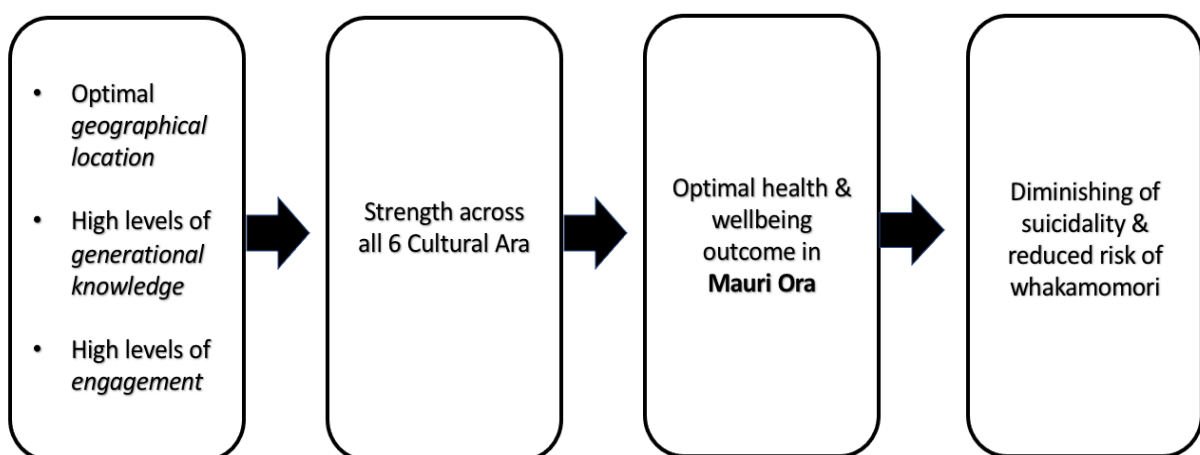 • Optimal
geographical
location
• High levels of
generational
knowledge
• High levels of
engagement
Strength across
all 6 Cultural Ara
Optimal health &
wellbeing
outcome in
Mauri Ora
Diminishing of
suicidality &
reduced risk of
whakamomori